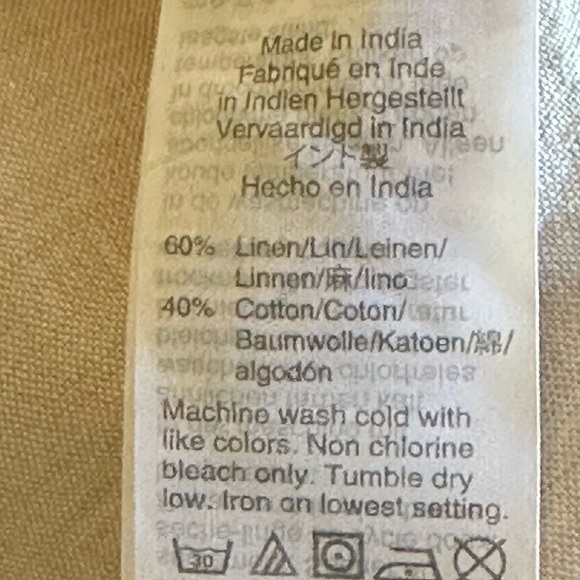 Made in India
Fabriqué en Inde
in Indien Hergestellt
Vervaardigd in India
インド製
Hecho en India
60% Linen/Lin/Leinen/
Linnen/麻/lino
40% Cotton/Coton/
Baumwolle/Katoen/綿/
algodón
Machine wash cold with
like colors. Non chlorine
bleach only. Tumble dry
low. Iron on lowest setting.
30